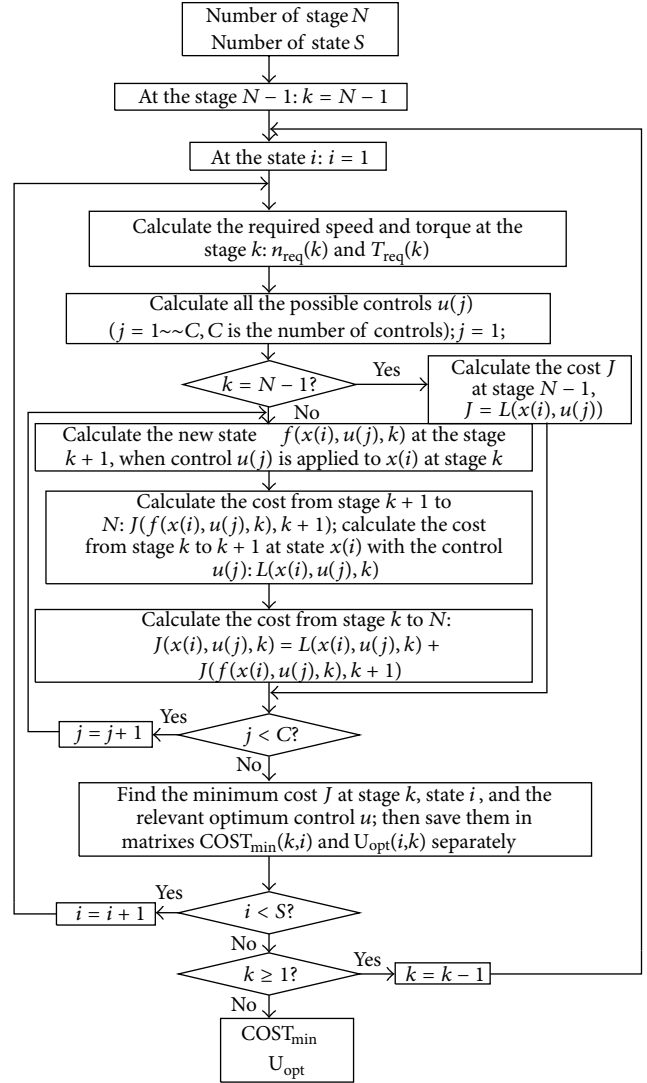 Number of stage N
Number of state S
At the stage N − 1: k = N − 1
At the state i: i = 1
Calculate the required speed and torque at the
stage k: n_req(k) and T_req(k)
Calculate all the possible controls u(j)
(j = 1~~C, C is the number of controls); j = 1;
k = N − 1?
Yes
Calculate the cost J
at stage N − 1,
J = L(x(i), u(j))
No
Calculate the new state f(x(i), u(j), k) at the stage
k + 1, when control u(j) is applied to x(i) at stage k
Calculate the cost from stage k + 1 to
N: J(f(x(i), u(j), k), k + 1); calculate the cost
from stage k to k + 1 at state x(i) with the control
u(j): L(x(i), u(j), k)
Calculate the cost from stage k to N:
J(x(i), u(j), k) = L(x(i), u(j), k) +
J(f(x(i), u(j), k), k + 1)
j = j + 1
Yes
j < C?
No
Find the minimum cost J at stage k, state i, and the
relevant optimum control u; then save them in
matrixes COST_min(k,i) and U_opt(i,k) separately
i = i + 1
Yes
i < S?
No
k ≥ 1?
Yes
k = k − 1
No
COST_min
U_opt